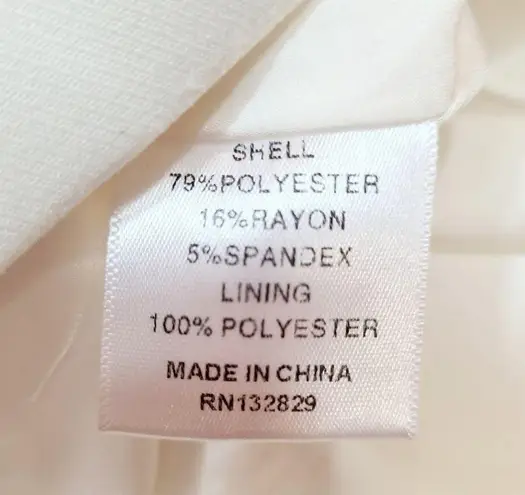 SHELL
79%POLYESTER
16%RAYON
5%SPANDEX
LINING
100% POLYESTER
MADE IN CHINA
RN132829